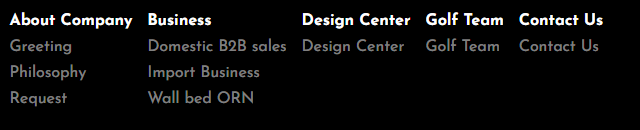 About Company Business Design Center Golf Team Contact Us
Greeting Domestic B2B sales Design Center Golf Team Contact Us
Philosophy Import Business
Request Wall bed ORN